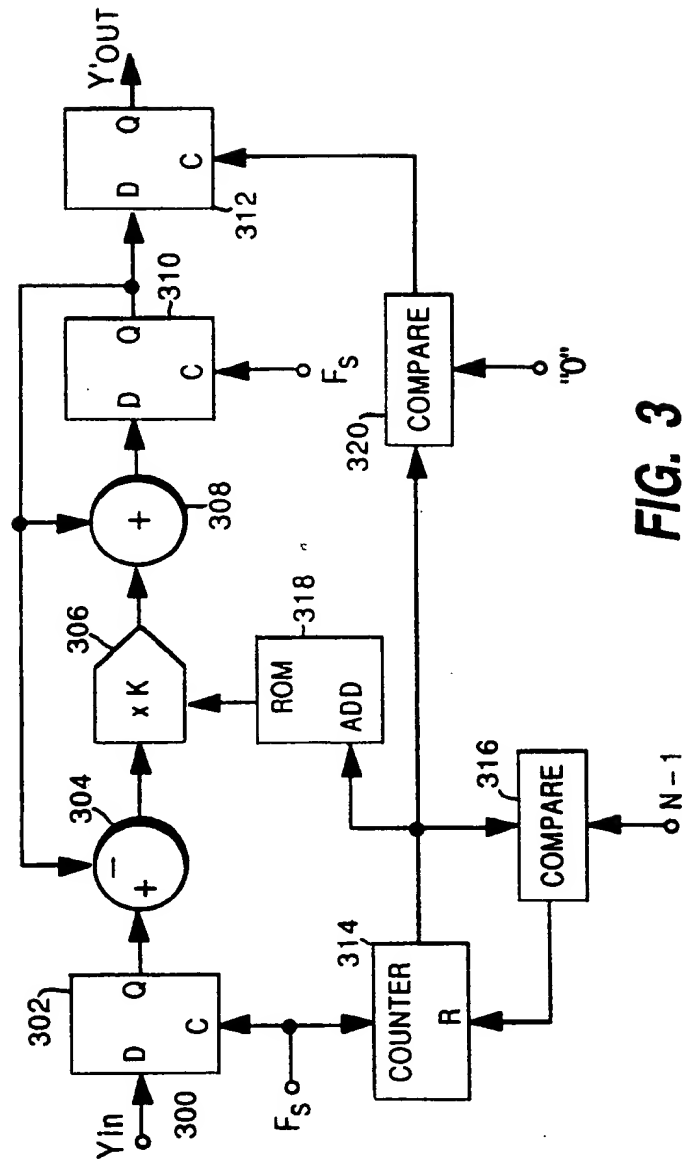 Yin
300
302
D
Q
C
304
+
−
306
x K
308
+
310
D
Q
C
Fs
312
D
Q
C
Y'OUT
318
ROM
ADD
Fs
314
COUNTER
R
316
COMPARE
N-1
320
COMPARE
"0"
FIG. 3